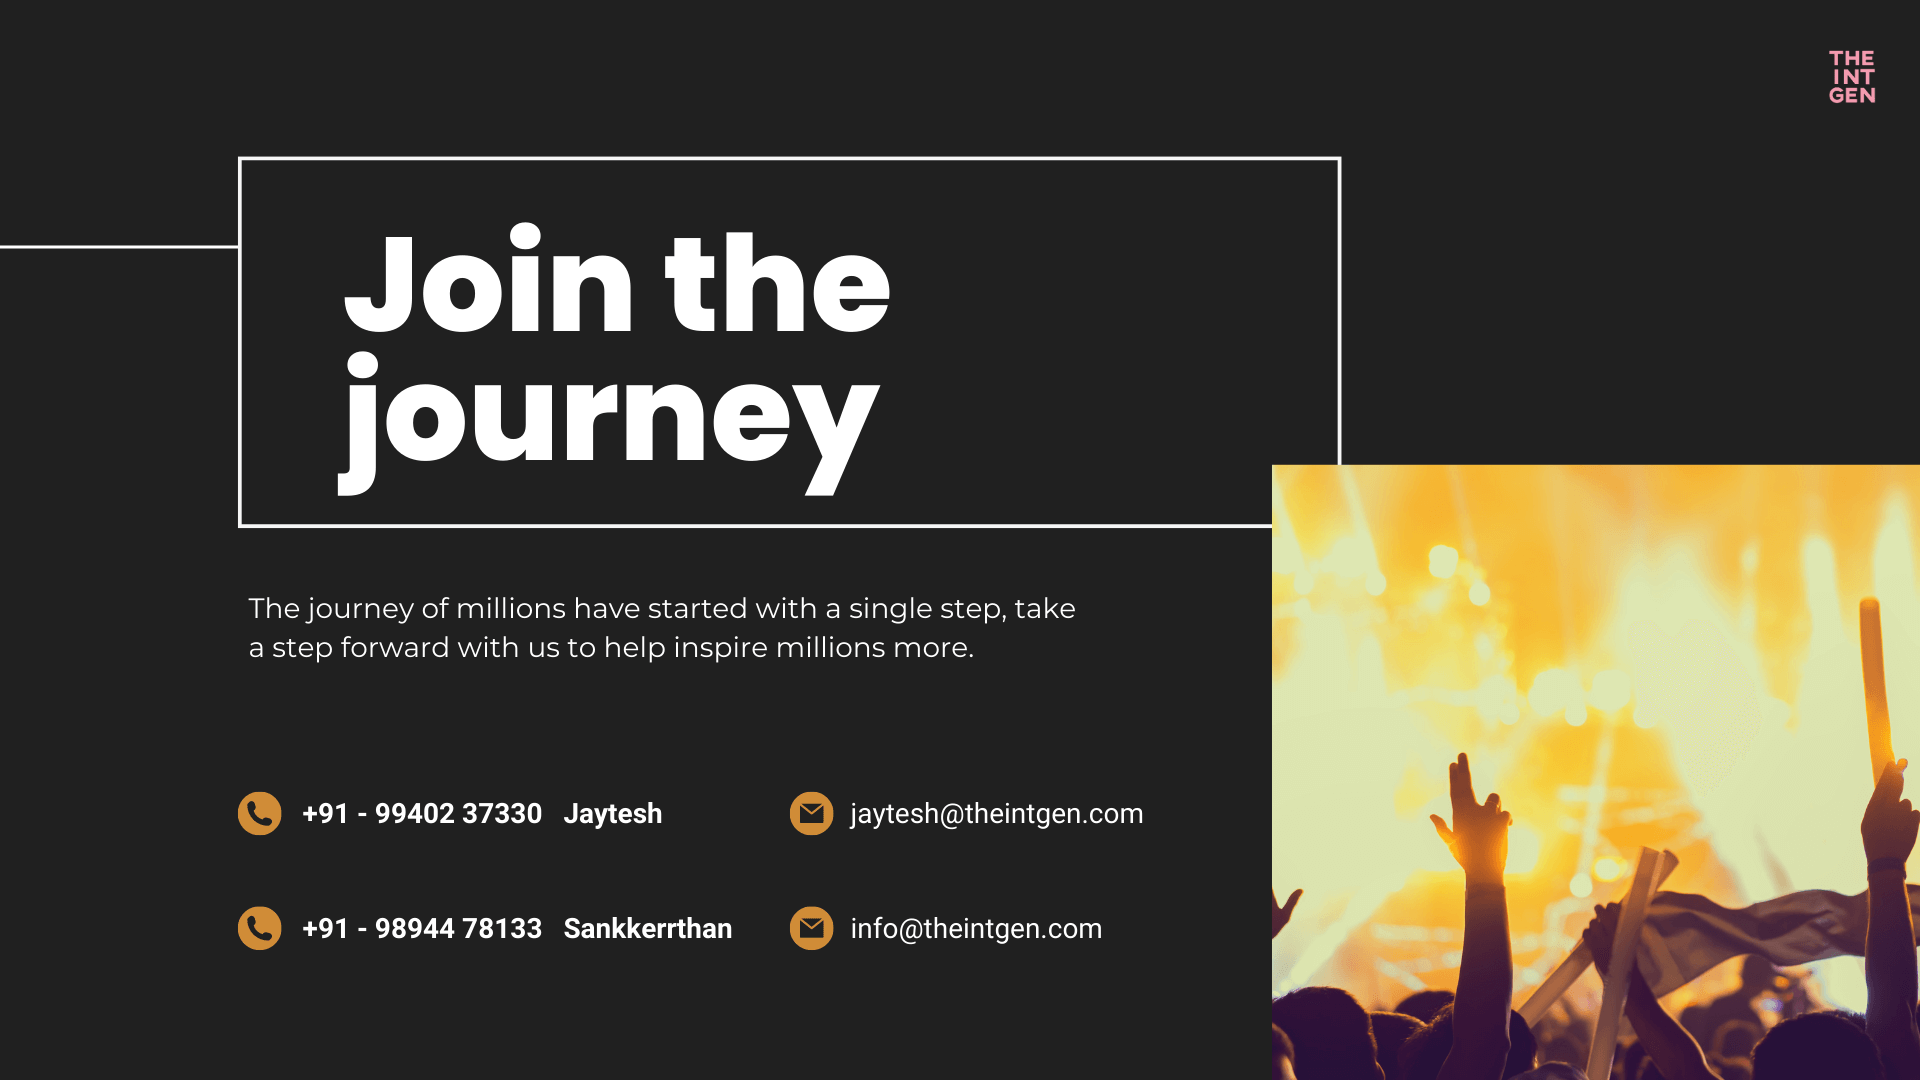 THE
INT
GEN
Join the
journey
The journey of millions have started with a single step, take
a step forward with us to help inspire millions more.
+91 - 99402 37330 Jaytesh
jaytesh@theintgen.com
+91 - 98944 78133 Sankkerrthan
info@theintgen.com